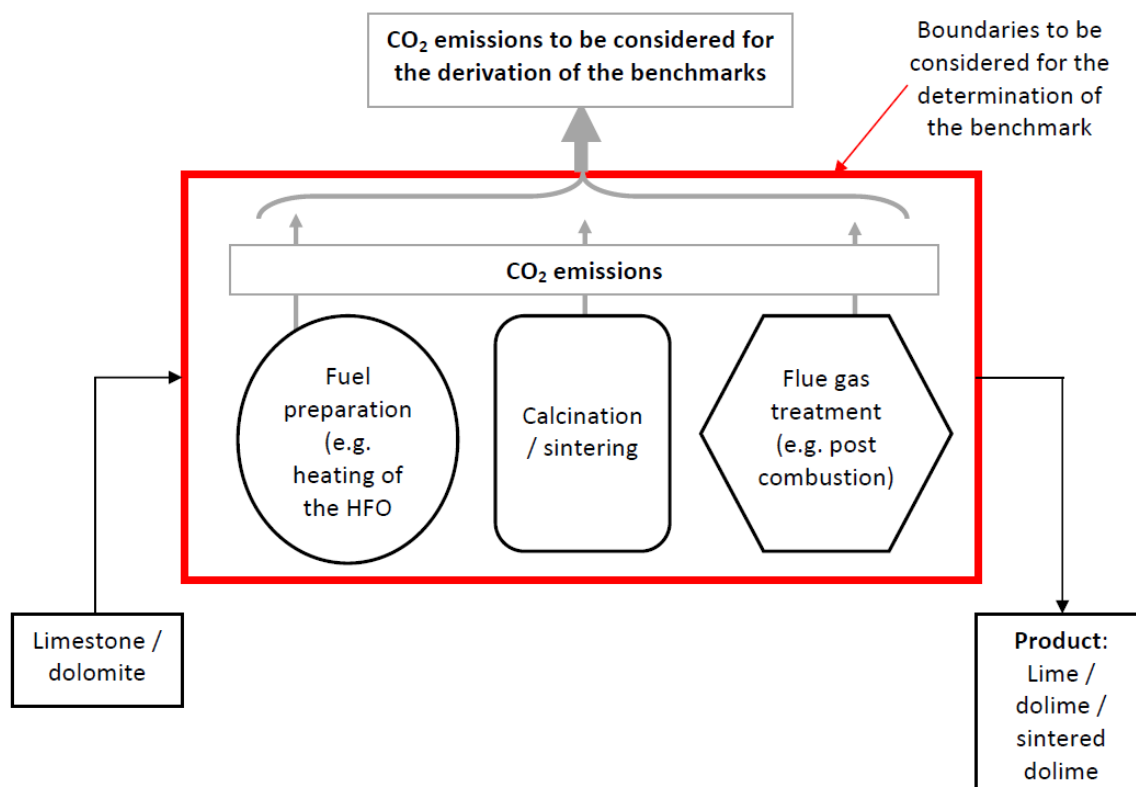 CO₂ emissions to be considered for
the derivation of the benchmarks
Boundaries to be
considered for the
determination of
the benchmark
CO₂ emissions
Fuel
preparation
(e.g.
heating of
the HFO
Calcination
/ sintering
Flue gas
treatment
(e.g. post
combustion)
Limestone /
dolomite
Product:
Lime /
dolime /
sintered
dolime